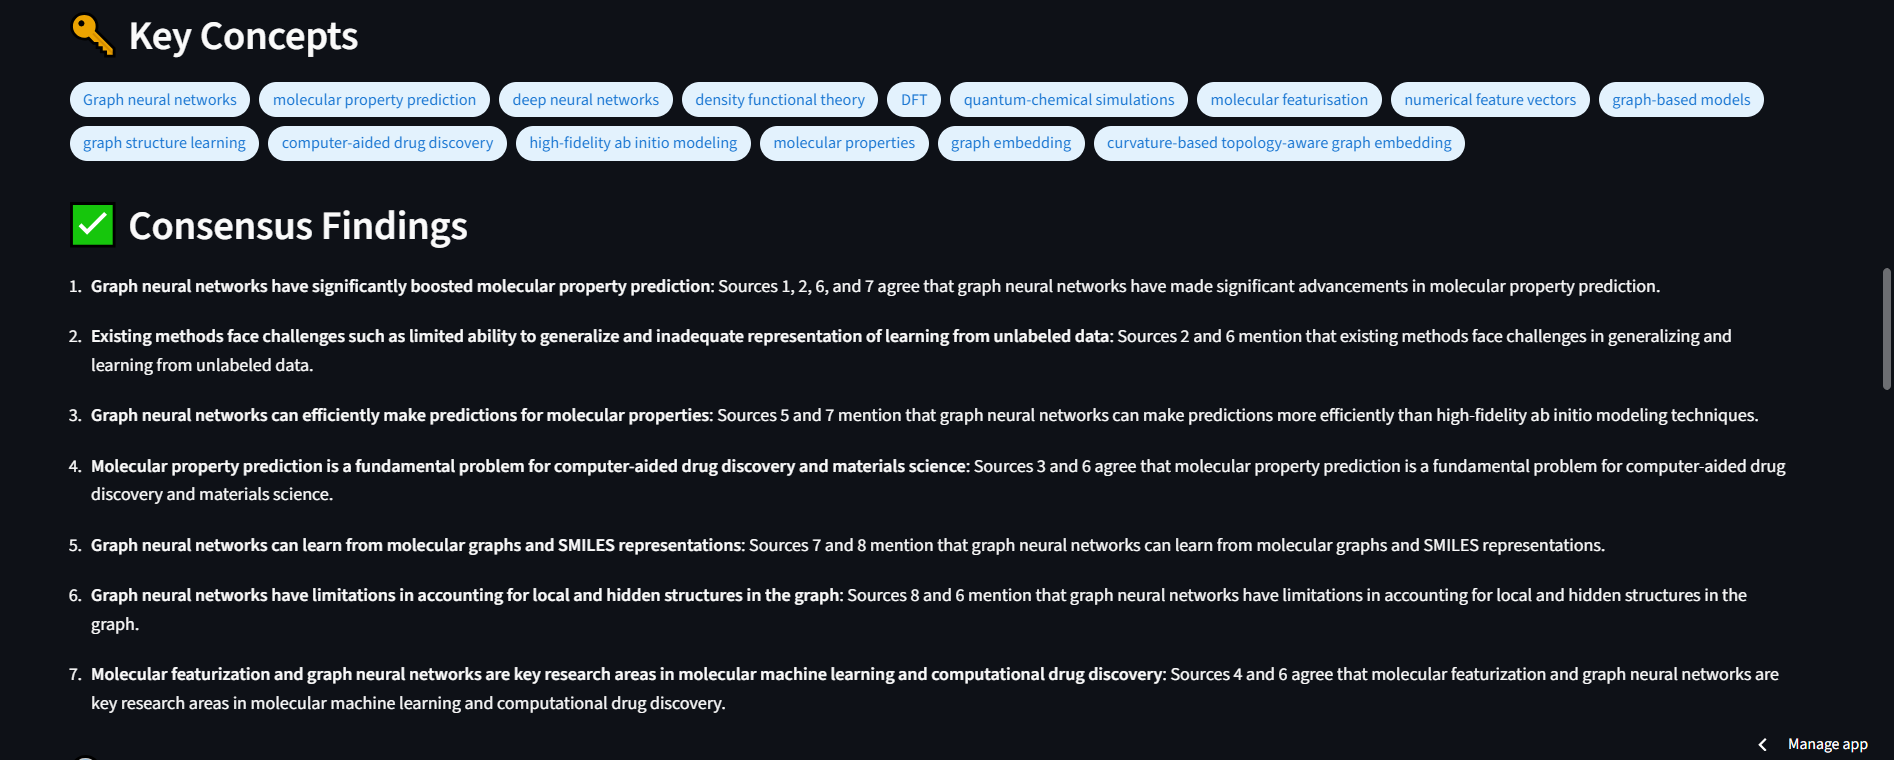 Key Concepts
Graph neural networks molecular property prediction deep neural networks density functional theory DFT quantum-chemical simulations molecular featurisation numerical feature vectors graph-based models
graph structure learning computer-aided drug discovery high-fidelity ab initio modeling molecular properties graph embedding curvature-based topology-aware graph embedding
Consensus Findings
1. Graph neural networks have significantly boosted molecular property prediction: Sources 1, 2, 6, and 7 agree that graph neural networks have made significant advancements in molecular property prediction.
2. Existing methods face challenges such as limited ability to generalize and inadequate representation of learning from unlabeled data: Sources 2 and 6 mention that existing methods face challenges in generalizing and
learning from unlabeled data.
3. Graph neural networks can efficiently make predictions for molecular properties: Sources 5 and 7 mention that graph neural networks can make predictions more efficiently than high-fidelity ab initio modeling techniques.
4. Molecular property prediction is a fundamental problem for computer-aided drug discovery and materials science: Sources 3 and 6 agree that molecular property prediction is a fundamental problem for computer-aided drug
discovery and materials science.
5. Graph neural networks can learn from molecular graphs and SMILES representations: Sources 7 and 8 mention that graph neural networks can learn from molecular graphs and SMILES representations.
6. Graph neural networks have limitations in accounting for local and hidden structures in the graph: Sources 8 and 6 mention that graph neural networks have limitations in accounting for local and hidden structures in the
graph.
7. Molecular featurization and graph neural networks are key research areas in molecular machine learning and computational drug discovery: Sources 4 and 6 agree that molecular featurization and graph neural networks are
key research areas in molecular machine learning and computational drug discovery.
Manage app